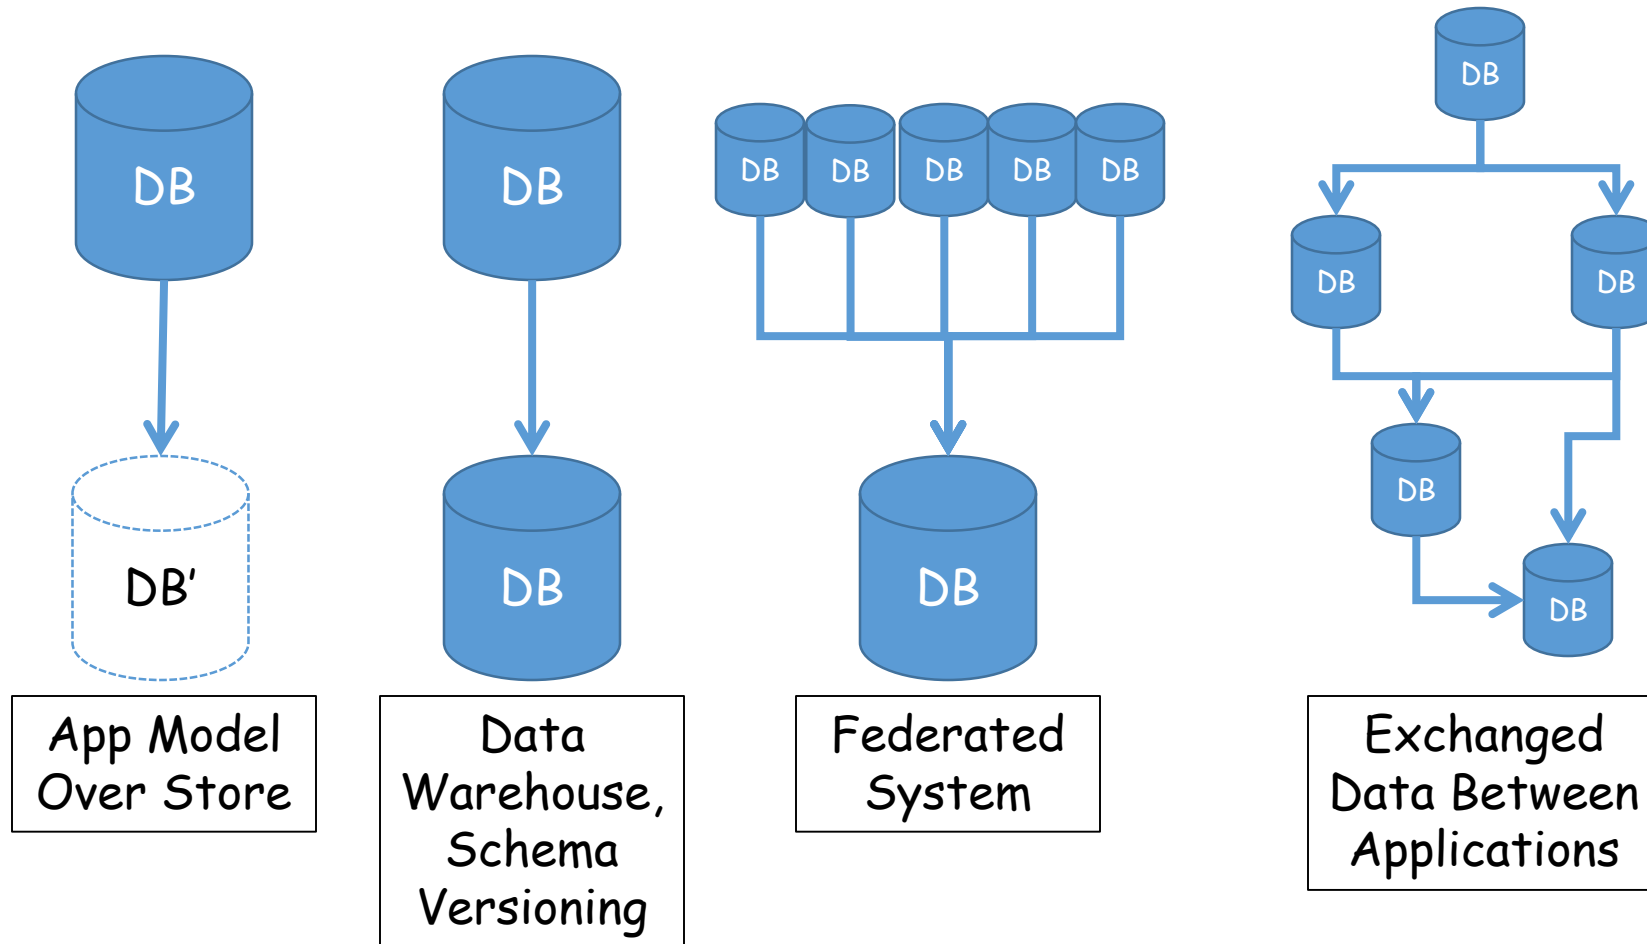 DB
DB'
App Model
Over Store
DB
DB
Data
Warehouse,
Schema
Versioning
DB
DB
DB
DB
DB
DB
Federated
System
DB
DB
DB
DB
DB
Exchanged
Data Between
Applications